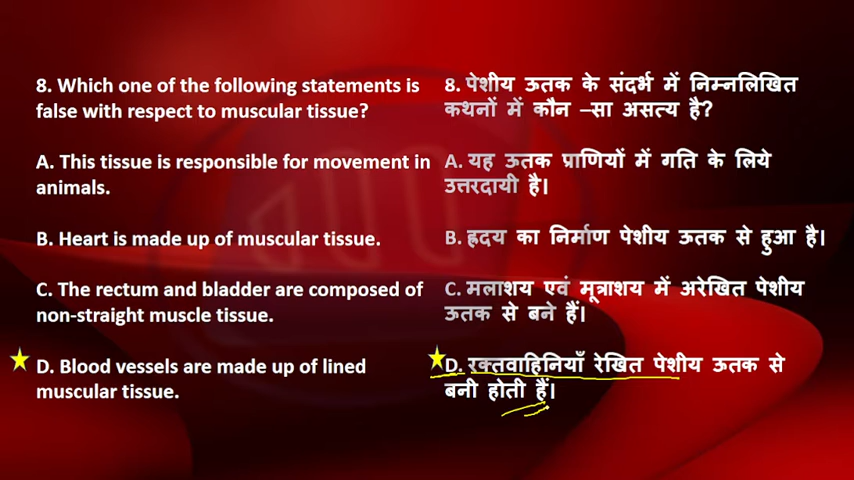 8. Which one of the following statements is
false with respect to muscular tissue?
A. This tissue is responsible for movement in
animals.
B. Heart is made up of muscular tissue.
C. The rectum and bladder are composed of
non-straight muscle tissue.
D. Blood vessels are made up of lined
muscular tissue.
8. पेशीय ऊतक के संदर्भ में निम्नलिखित
कथनों में कौन –सा असत्य है?
A. यह ऊतक प्राणियों में गति के लिये
उत्तरदायी है।
B. ह्रदय का निर्माण पेशीय ऊतक से हुआ है।
C. मलाशय एवं मूत्राशय में अरेखित पेशीय
ऊतक से बने हैं।
D. रक्तवाहिनियाँ रेखित पेशीय ऊतक से
बनी होती हैं।